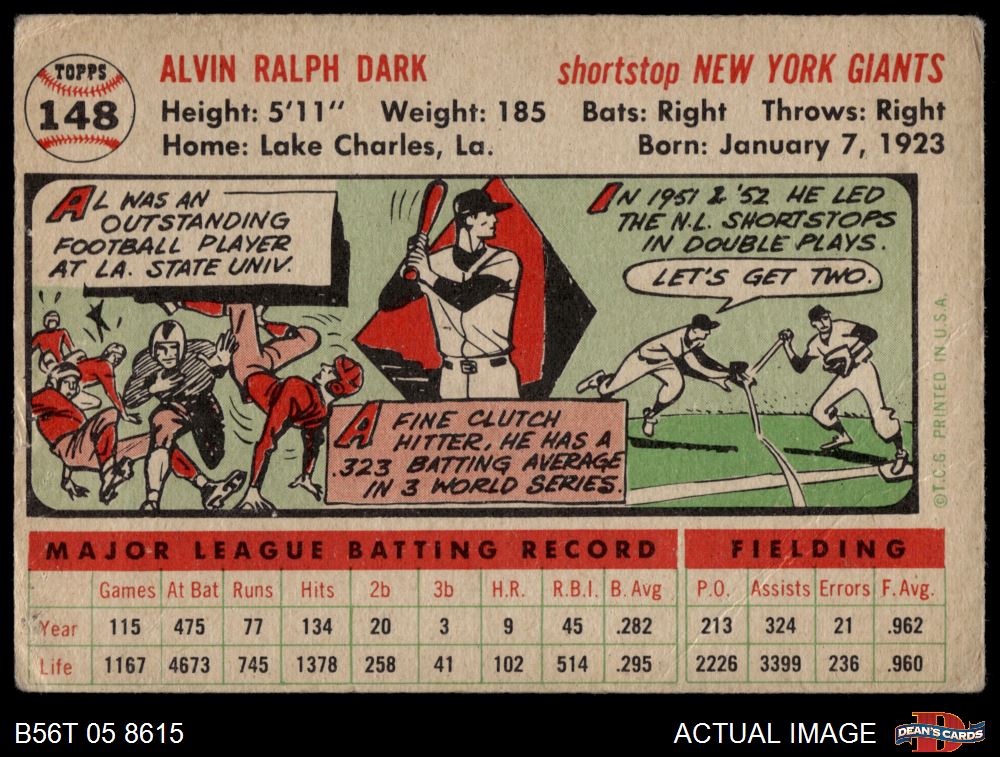 TOPPS
148
ALVIN RALPH DARK
shortstop NEW YORK GIANTS
Height: 5'11" Weight: 185 Bats: Right Throws: Right
Home: Lake Charles, La. Born: January 7, 1923
AL WAS AN
OUTSTANDING
FOOTBALL PLAYER
AT LA. STATE UNIV.
A FINE CLUTCH
HITTER, HE HAS A
.323 BATTING AVERAGE
IN 3 WORLD SERIES.
IN 1951 & '52 HE LED
THE N.L. SHORTSTOPS
IN DOUBLE PLAYS.
LET'S GET TWO.
© T.C.G. PRINTED IN U.S.A.
MAJOR LEAGUE BATTING RECORD FIELDING
Games At Bat Runs Hits 2b 3b H.R. R.B.I. B. Avg P.O. Assists Errors F. Avg.
Year 115 475 77 134 20 3 9 45 .282 213 324 21 .962
Life 1167 4673 745 1378 258 41 102 514 .295 2226 3399 236 .960
B56T 05 8615
ACTUAL IMAGE
D
DEAN'S CARDS